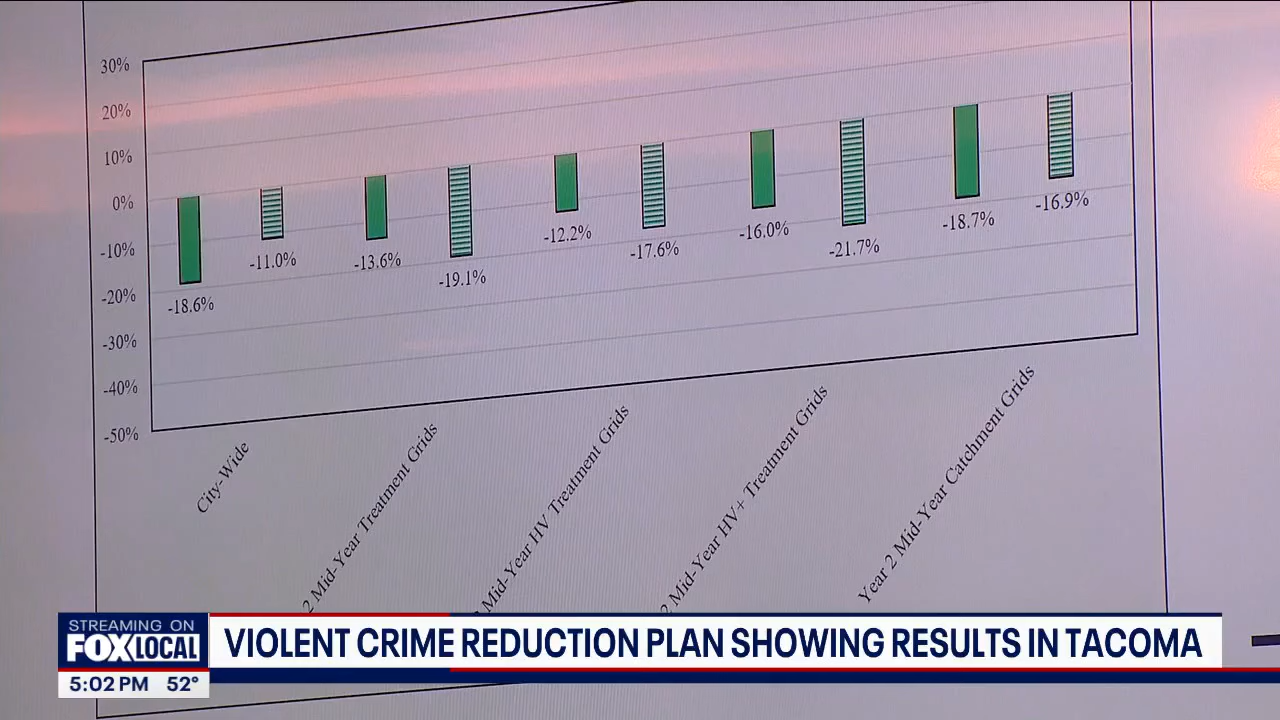 30%
20%
10%
0%
-10%
-20%
-30%
-40%
-50%
-18.6%
-11.0%
-13.6%
-19.1%
-12.2%
-17.6%
-16.0%
-21.7%
-18.7%
-16.9%
City-Wide
2 Mid-Year Treatment Grids
Mid-Year HV Treatment Grids
2 Mid-Year HV+ Treatment Grids
Year 2 Mid-Year Catchment Grids
STREAMING ON
FOX LOCAL
VIOLENT CRIME REDUCTION PLAN SHOWING RESULTS IN TACOMA
5:02 PM 52°